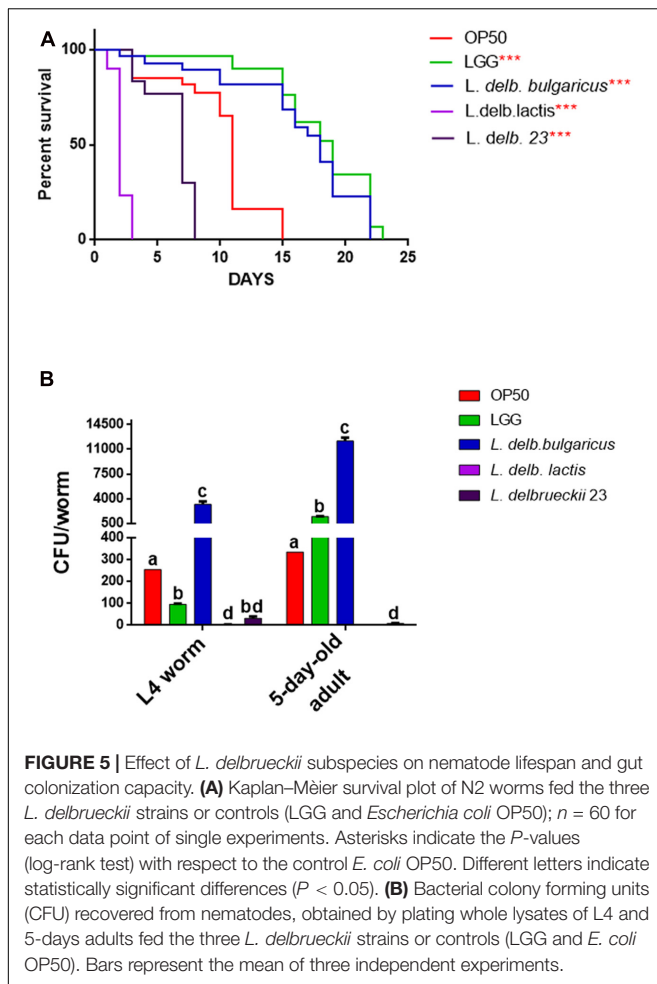 A
OP50
LGG***
L. delb. bulgaricus***
L.delb.lactis***
L. delb. 23***
Percent survival
100
50
0
0 5 10 15 20 25
DAYS
B
OP50
LGG
L. delb.bulgaricus
L. delb. lactis
L. delbrueckii 23
CFU/worm
14500
11000
7500
4000
500
400
300
200
100
0
a b c d bd
a b c d
L4 worm
5-day-old
adult
FIGURE 5 | Effect of L. delbrueckii subspecies on nematode lifespan and gut
colonization capacity. (A) Kaplan–Mèier survival plot of N2 worms fed the three
L. delbrueckii strains or controls (LGG and Escherichia coli OP50); n = 60 for
each data point of single experiments. Asterisks indicate the P-values
(log-rank test) with respect to the control E. coli OP50. Different letters indicate
statistically significant differences (P < 0.05). (B) Bacterial colony forming units
(CFU) recovered from nematodes, obtained by plating whole lysates of L4 and
5-days adults fed the three L. delbrueckii strains or controls (LGG and E. coli
OP50). Bars represent the mean of three independent experiments.